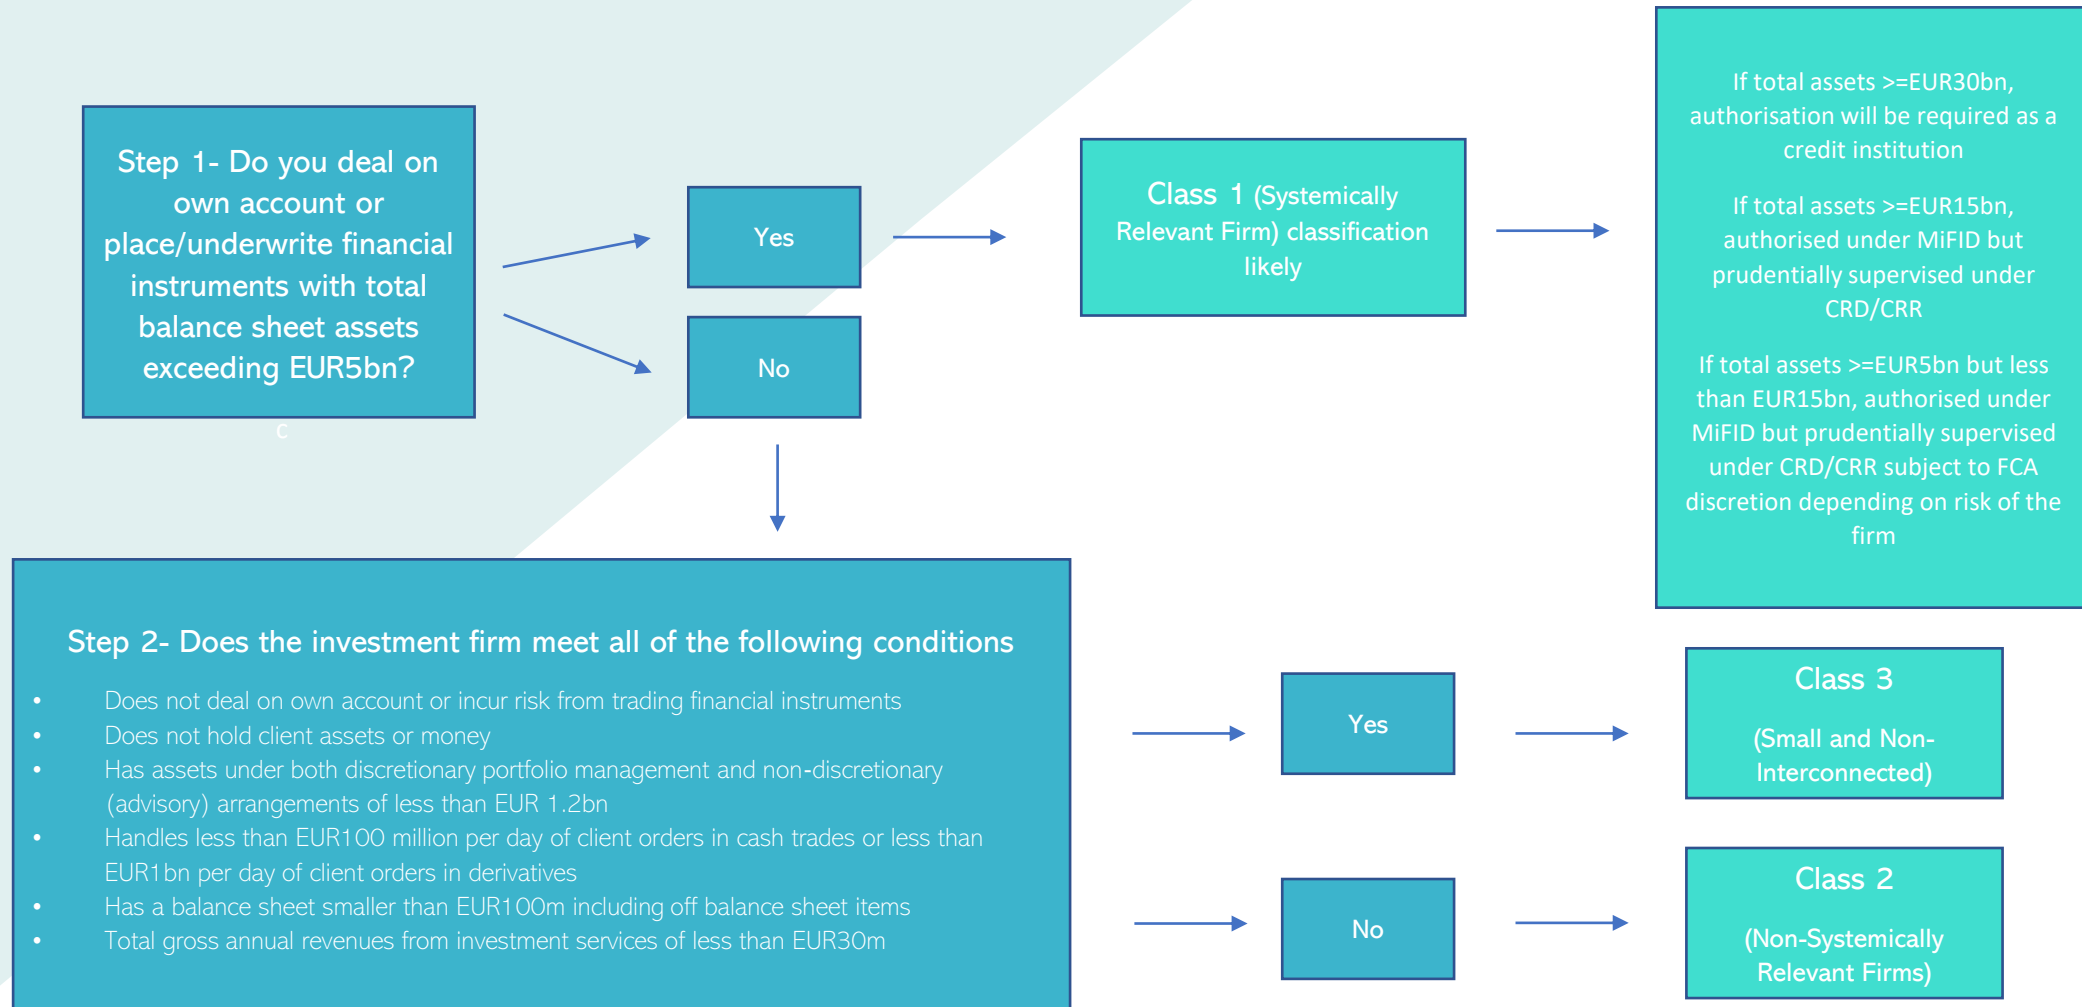 Step 1- Do you deal on
own account or
place/underwrite financial
instruments with total
balance sheet assets
exceeding EUR5bn?
c
Yes
No
Class 1 (Systemically
Relevant Firm) classification
likely
If total assets >=EUR30bn,
authorisation will be required as a
credit institution
If total assets >=EUR15bn,
authorised under MiFID but
prudentially supervised under
CRD/CRR
If total assets >=EUR5bn but less
than EUR15bn, authorised under
MiFID but prudentially supervised
under CRD/CRR subject to FCA
discretion depending on risk of the
firm
Step 2- Does the investment firm meet all of the following conditions
• Does not deal on own account or incur risk from trading financial instruments
• Does not hold client assets or money
• Has assets under both discretionary portfolio management and non-discretionary
(advisory) arrangements of less than EUR 1.2bn
• Handles less than EUR100 million per day of client orders in cash trades or less than
EUR1bn per day of client orders in derivatives
• Has a balance sheet smaller than EUR100m including off balance sheet items
• Total gross annual revenues from investment services of less than EUR30m
Yes
Class 3
(Small and Non-
Interconnected)
No
Class 2
(Non-Systemically
Relevant Firms)